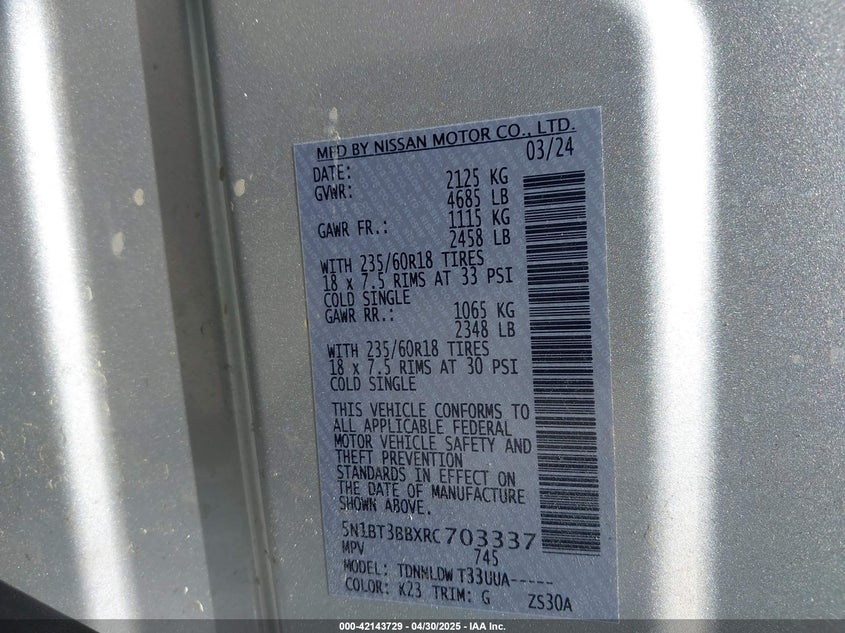 MFD BY NISSAN MOTOR CO., LTD.
DATE: 03/24
GVWR: 2125 KG
4685 LB
GAWR FR.: 1115 KG
2458 LB
WITH 235/60R18 TIRES
18 x 7.5 RIMS AT 33 PSI
COLD SINGLE
GAWR RR.: 1065 KG
2348 LB
WITH 235/60R18 TIRES
18 x 7.5 RIMS AT 30 PSI
COLD SINGLE
THIS VEHICLE CONFORMS TO
ALL APPLICABLE FEDERAL
MOTOR VEHICLE SAFETY AND
THEFT PREVENTION
STANDARDS IN EFFECT ON
THE DATE OF MANUFACTURE
SHOWN ABOVE.
5N1BT3BBXRC703337
MPV 745
MODEL: TDNMLDW T33UUA-----
COLOR: K23 TRIM: G ZS30A
000-42143729 - 04/30/2025 - IAA Inc.